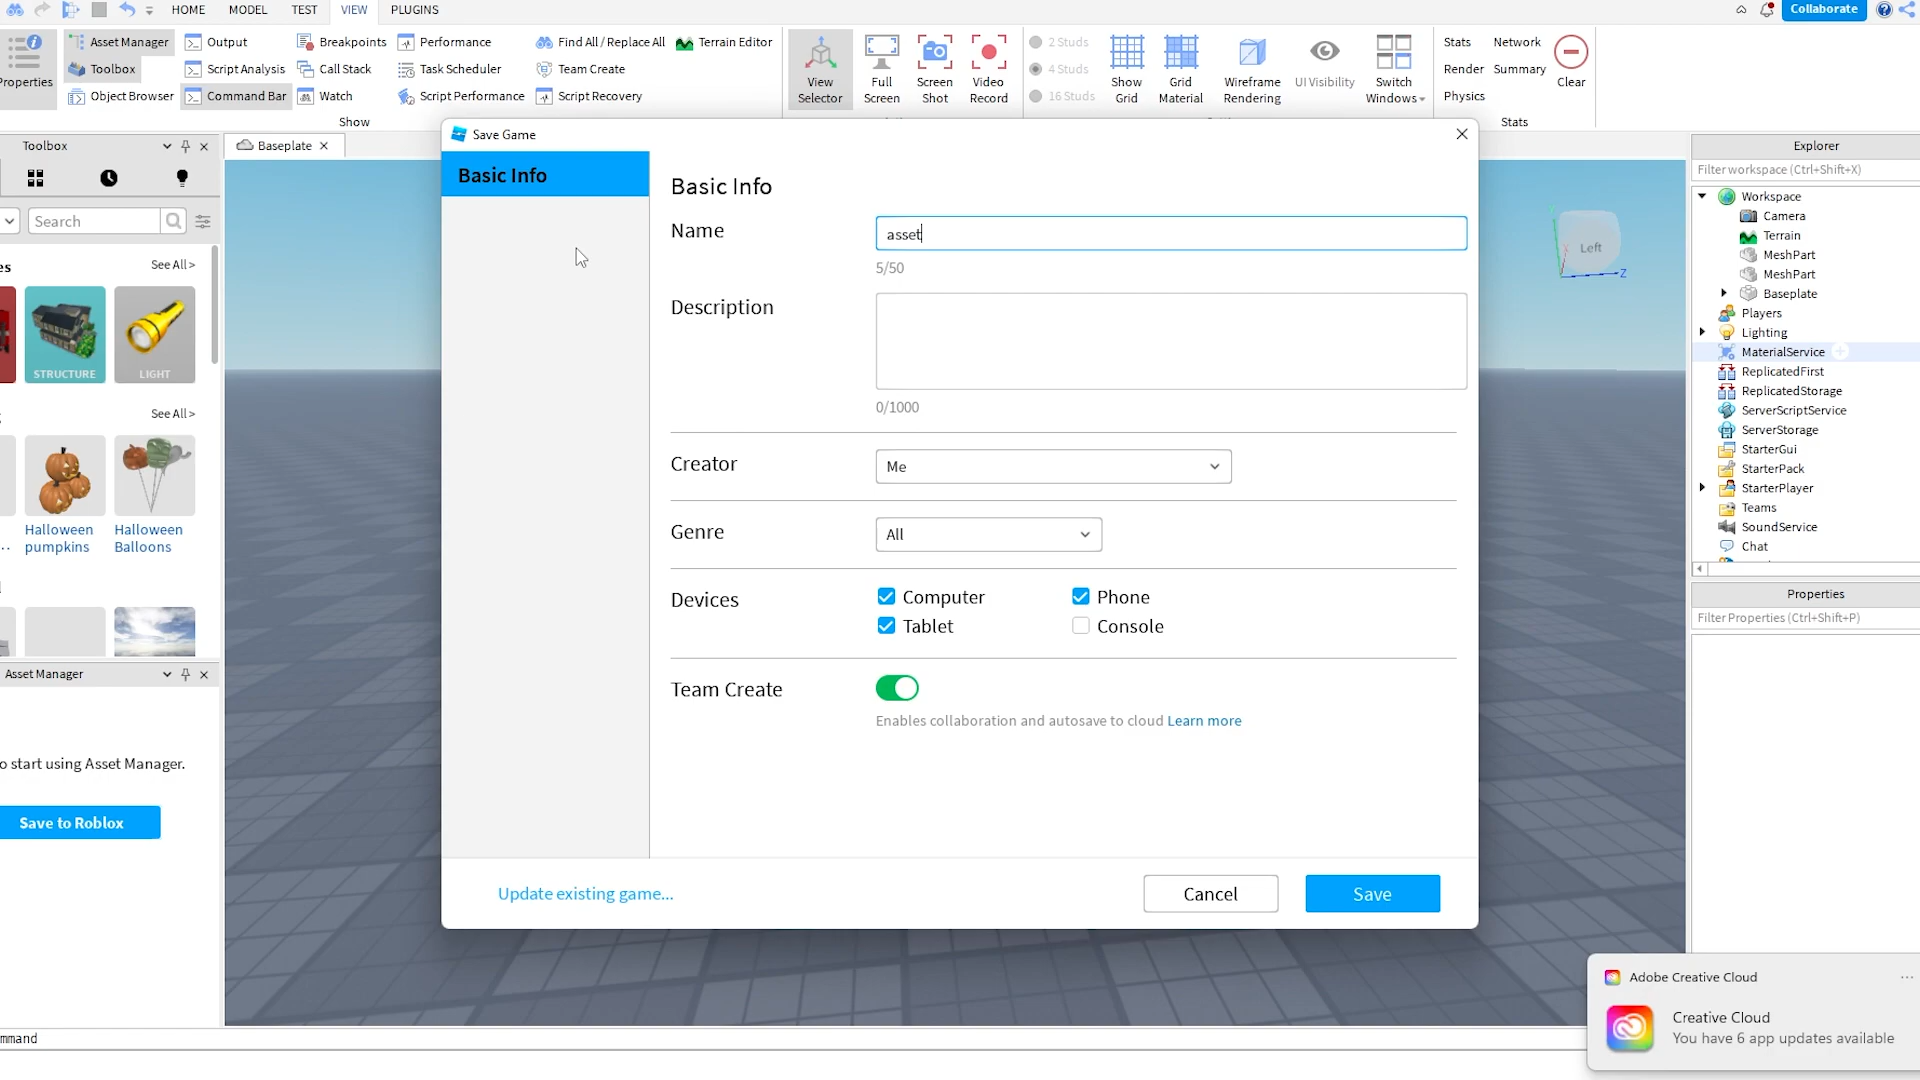 HOME MODEL TEST VIEW PLUGINS
Collaborate
Properties
Asset Manager
Toolbox
Object Browser
Output
Script Analysis
Command Bar
Breakpoints
Call Stack
Watch
Performance
Task Scheduler
Script Performance
Find All / Replace All
Team Create
Script Recovery
Terrain Editor
Show
View
Selector
Full
Screen
Screen
Shot
Video
Record
2 Studs
4 Studs
16 Studs
Show
Grid
Grid
Material
Wireframe
Rendering
UI Visibility
Switch
Windows
Stats
Render
Physics
Network
Summary
Clear
Stats
Toolbox
Search
See All >
STRUCTURE
LIGHT
See All >
Halloween
pumpkins
Halloween
Balloons
Asset Manager
o start using Asset Manager.
Save to Roblox
mmand
Baseplate
Save Game
Basic Info
Basic Info
Name
asset
5/50
Description
0/1000
Creator
Me
Genre
All
Devices
Computer
Phone
Tablet
Console
Team Create
Enables collaboration and autosave to cloud Learn more
Update existing game...
Cancel
Save
Left
X
Z
Explorer
Filter workspace (Ctrl+Shift+X)
Workspace
Camera
Terrain
MeshPart
MeshPart
Baseplate
Players
Lighting
MaterialService
ReplicatedFirst
ReplicatedStorage
ServerScriptService
ServerStorage
StarterGui
StarterPack
StarterPlayer
Teams
SoundService
Chat
Properties
Filter Properties (Ctrl+Shift+P)
Adobe Creative Cloud
Creative Cloud
You have 6 app updates available